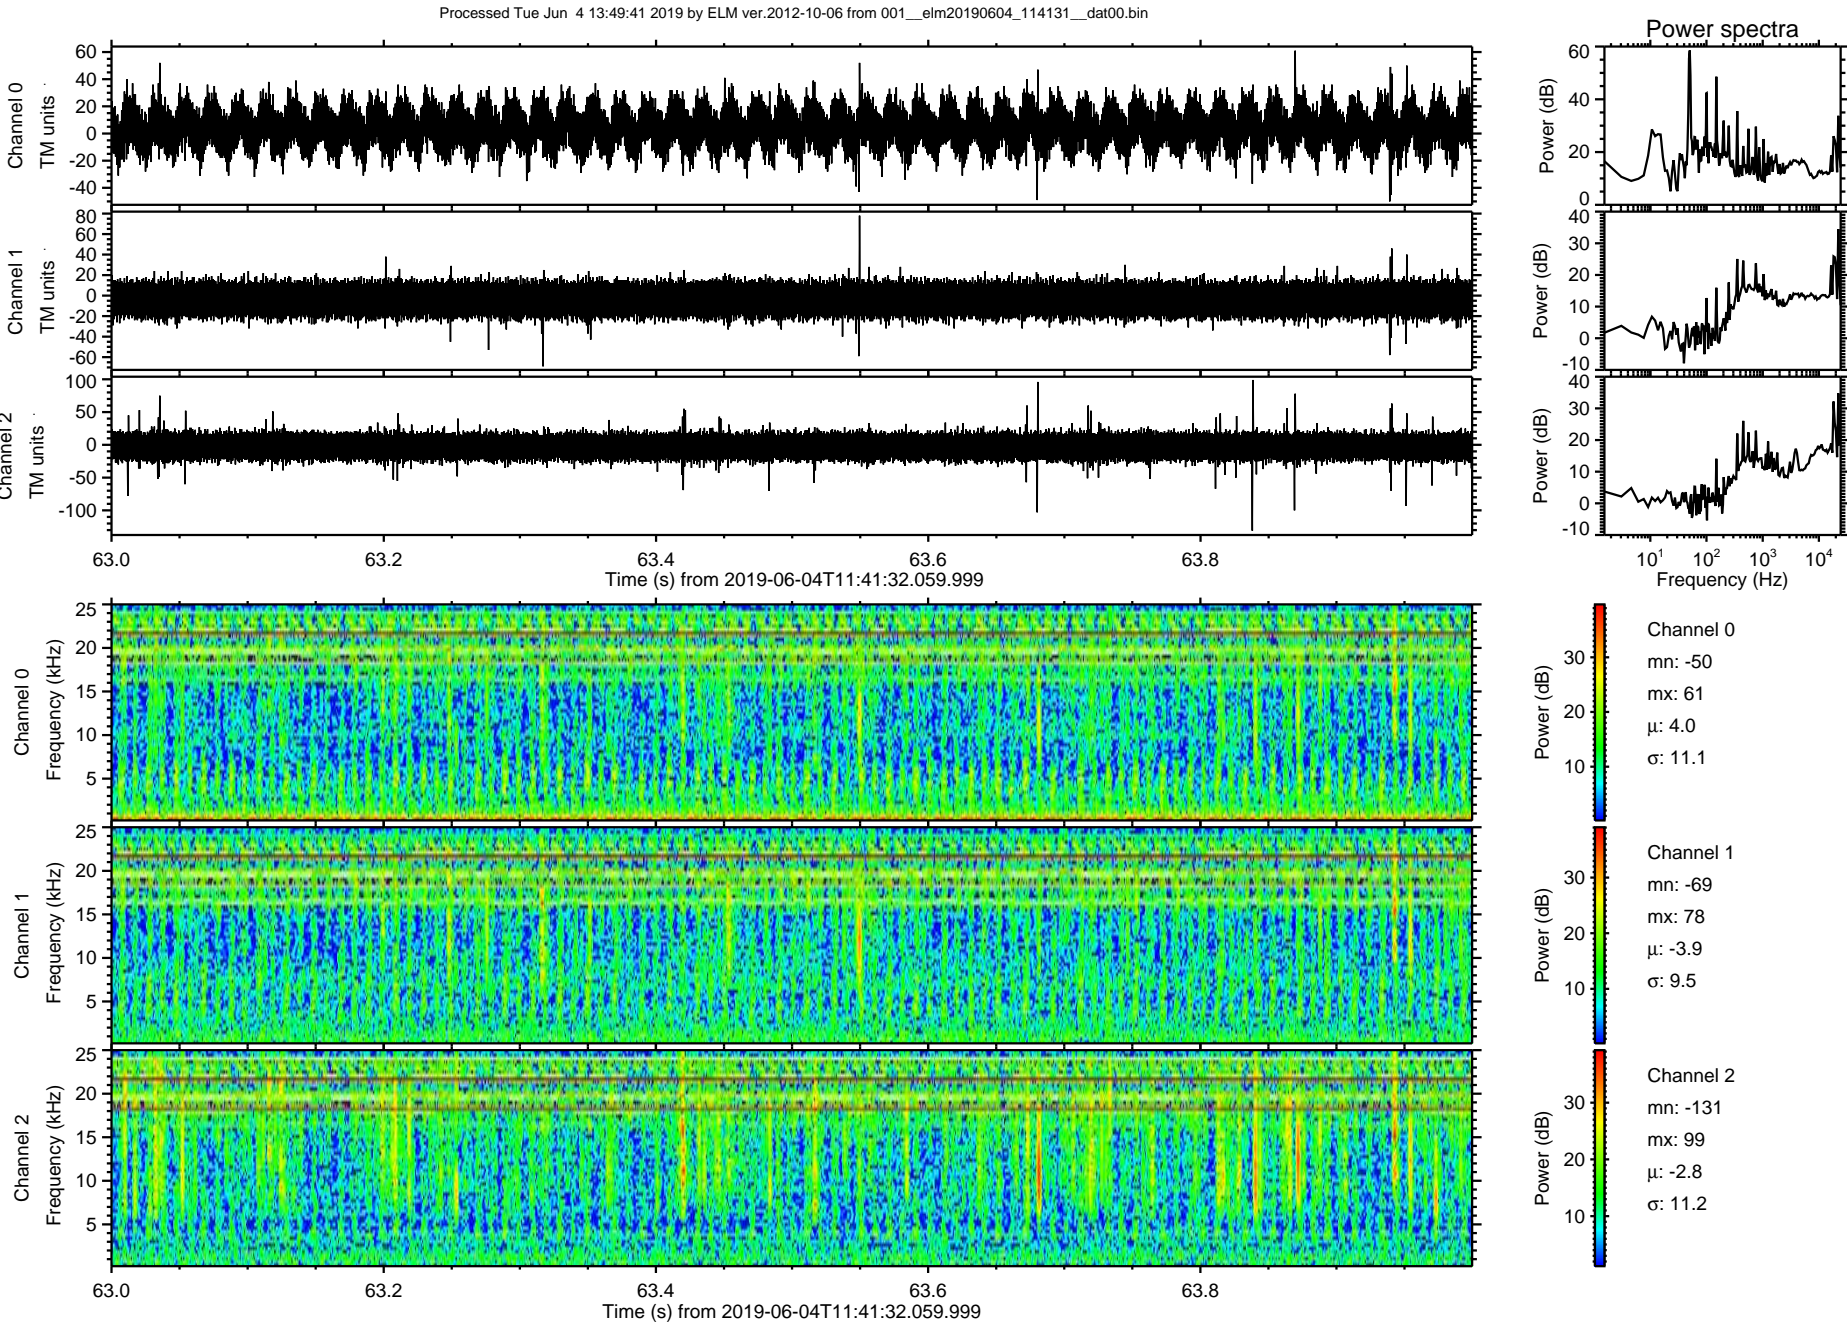 Processed Tue Jun 4 13:49:41 2019 by ELM ver.2012-10-06 from 001__elm20190604_114131__dat00.bin
Power spectra
Channel 0
TM units
60
40
20
0
-20
-40
Power (dB)
60
40
20
0
Channel 1
TM units
80
60
40
20
0
-20
-40
-60
Power (dB)
40
30
20
10
0
-10
Channel 2
TM units
100
50
0
-50
-100
Power (dB)
40
30
20
10
0
-10
63.0 63.2 63.4 63.6 63.8
Time (s) from 2019-06-04T11:41:32.059.999
10¹ 10² 10³ 10⁴
Frequency (Hz)
Channel 0
Frequency (kHz)
25
20
15
10
5
Power (dB)
30
20
10
Channel 0
mn: -50
mx: 61
μ: 4.0
σ: 11.1
Channel 1
Frequency (kHz)
25
20
15
10
5
Power (dB)
30
20
10
Channel 1
mn: -69
mx: 78
μ: -3.9
σ: 9.5
Channel 2
Frequency (kHz)
25
20
15
10
5
Power (dB)
30
20
10
Channel 2
mn: -131
mx: 99
μ: -2.8
σ: 11.2
63.0 63.2 63.4 63.6 63.8
Time (s) from 2019-06-04T11:41:32.059.999